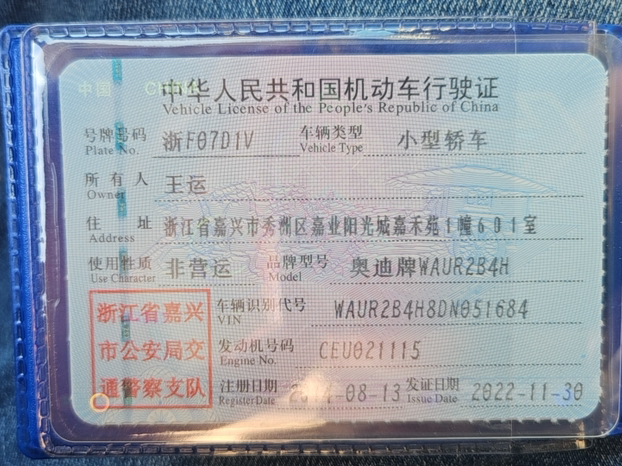 中国 CHINA
中华人民共和国机动车行驶证
Vehicle License of the People's Republic of China
号牌号码 浙F07D1V 车辆类型 小型轿车
Plate No. Vehicle Type
所有人 王运
Owner
住址 浙江省嘉兴市秀州区嘉业阳光城嘉禾苑1幢601室
Address
使用性质 非营运 品牌型号 奥迪牌WAUR2B4H
Use Character Model
浙江省嘉兴
市公安局交
通警察支队
车辆识别代号 WAUR2B4H8DN051684
VIN
发动机号码 CEU021115
Engine No.
注册日期 发证日期 2022-11-30
Register Date Issue Date